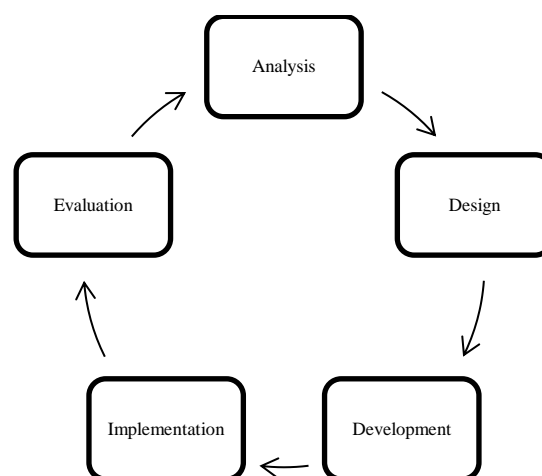 Analysis
Design
Development
Implementation
Evaluation